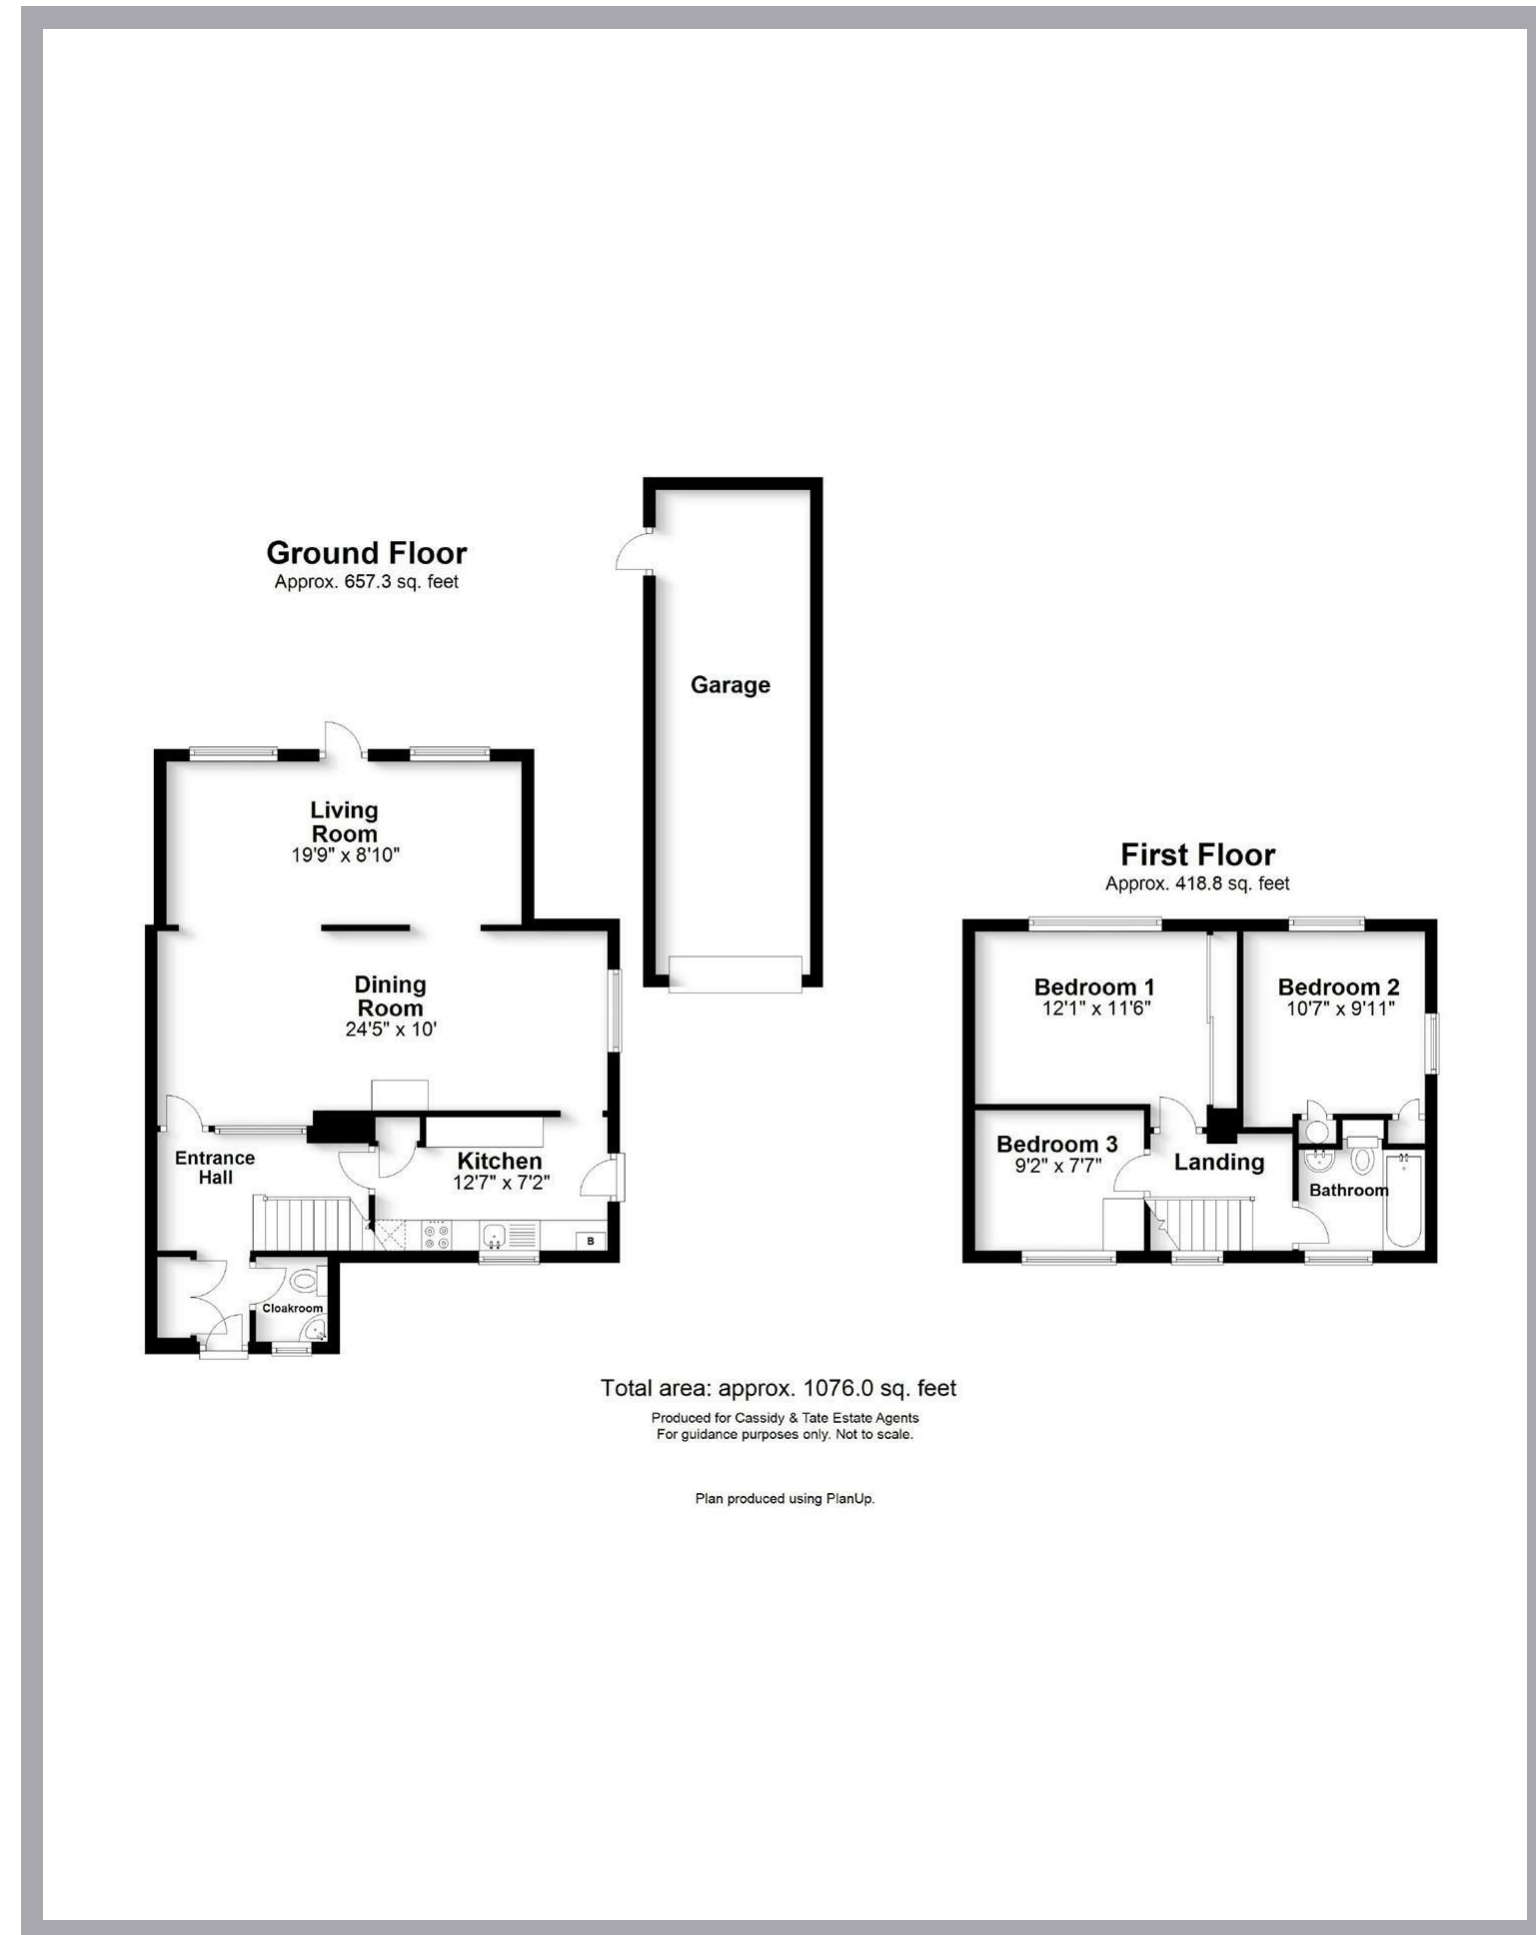 Ground Floor
Approx. 657.3 sq. feet
Garage
Living
Room
19'9" x 8'10"
Dining
Room
24'5" x 10'
Entrance
Hall
Kitchen
12'7" x 7'2"
B
Cloakroom
First Floor
Approx. 418.8 sq. feet
Bedroom 1
12'1" x 11'6"
Bedroom 2
10'7" x 9'11"
Bedroom 3
9'2" x 7'7"
Landing
Bathroom
Total area: approx. 1076.0 sq. feet
Produced for Cassidy & Tate Estate Agents
For guidance purposes only. Not to scale.
Plan produced using PlanUp.